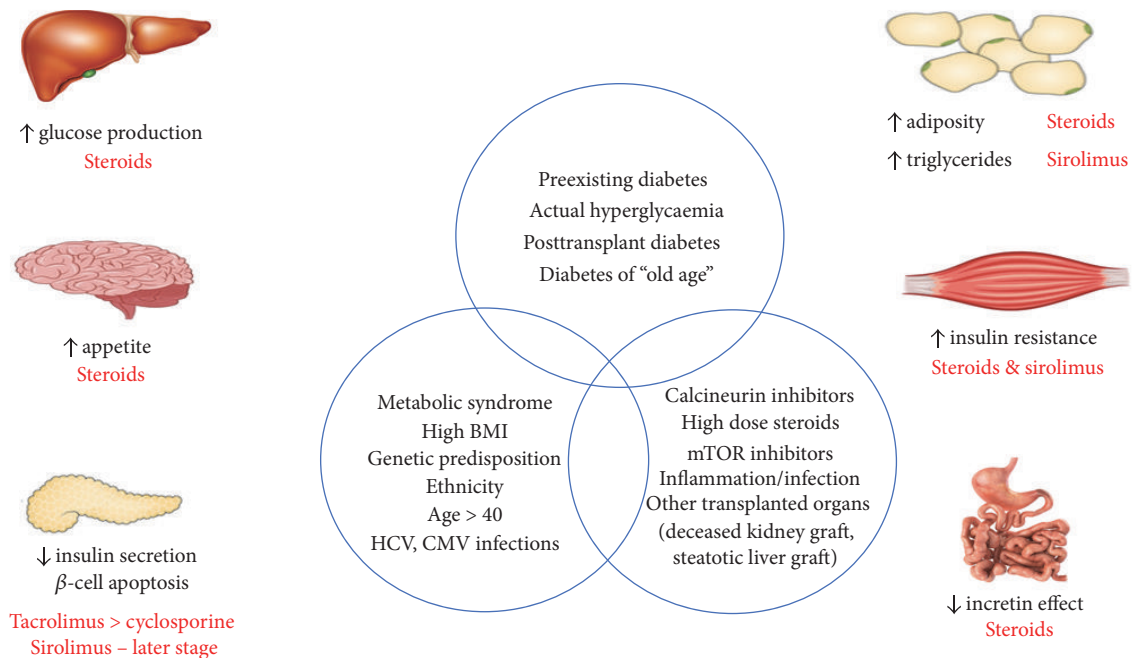 ↑ glucose production
Steroids
↑ appetite
Steroids
↓ insulin secretion
β-cell apoptosis
Tacrolimus > cyclosporine
Sirolimus – later stage
Preexisting diabetes
Actual hyperglycaemia
Posttransplant diabetes
Diabetes of “old age”
Metabolic syndrome
High BMI
Genetic predisposition
Ethnicity
Age > 40
HCV, CMV infections
Calcineurin inhibitors
High dose steroids
mTOR inhibitors
Inflammation/infection
Other transplanted organs
(deceased kidney graft,
steatotic liver graft)
↑ adiposity Steroids
↑ triglycerides Sirolimus
↑ insulin resistance
Steroids & sirolimus
↓ incretin effect
Steroids